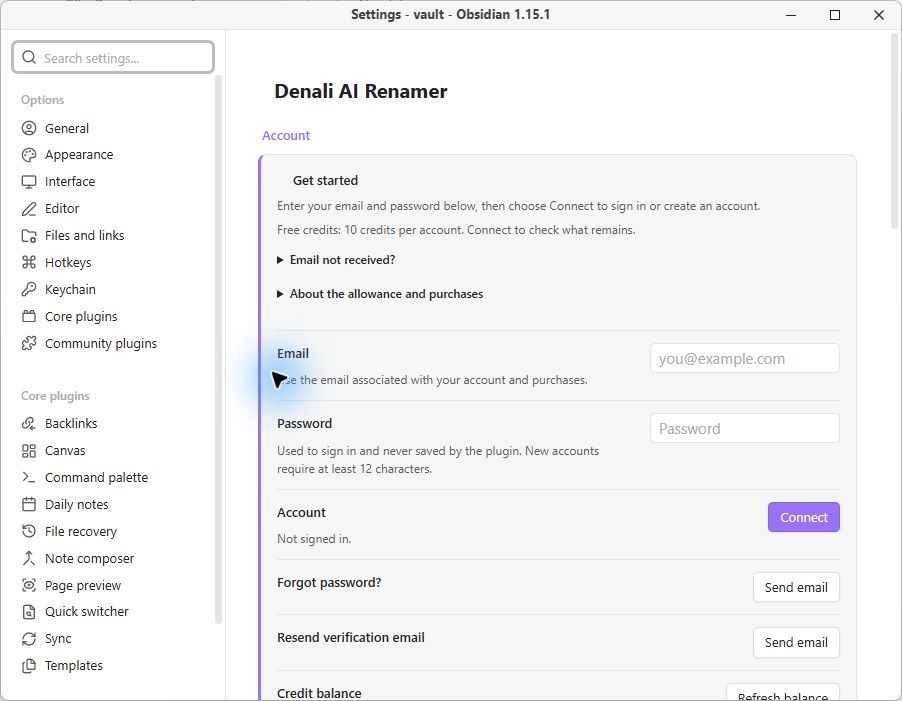 Settings - vault - Obsidian 1.15.1
Search settings...
Options
General
Appearance
Interface
Editor
Files and links
Hotkeys
Keychain
Core plugins
Community plugins
Core plugins
Backlinks
Canvas
Command palette
Daily notes
File recovery
Note composer
Page preview
Quick switcher
Sync
Templates
Denali AI Renamer
Account
Get started
Enter your email and password below, then choose Connect to sign in or create an account.
Free credits: 10 credits per account. Connect to check what remains.
Email not received?
About the allowance and purchases
Email
you@example.com
the email associated with your account and purchases.
Password
Password
Used to sign in and never saved by the plugin. New accounts
require at least 12 characters.
Account
Connect
Not signed in.
Forgot password?
Send email
Resend verification email
Send email
Credit balance
Refresh balance